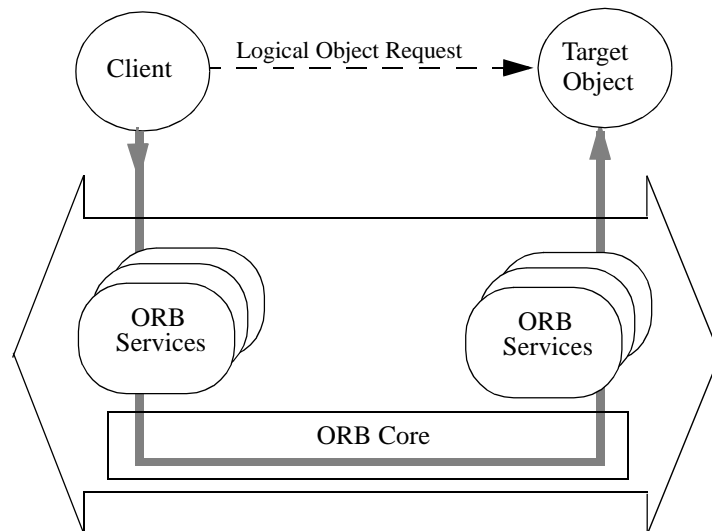 Client
Logical Object Request
Target
Object
ORB
Services
ORB
Services
ORB Core